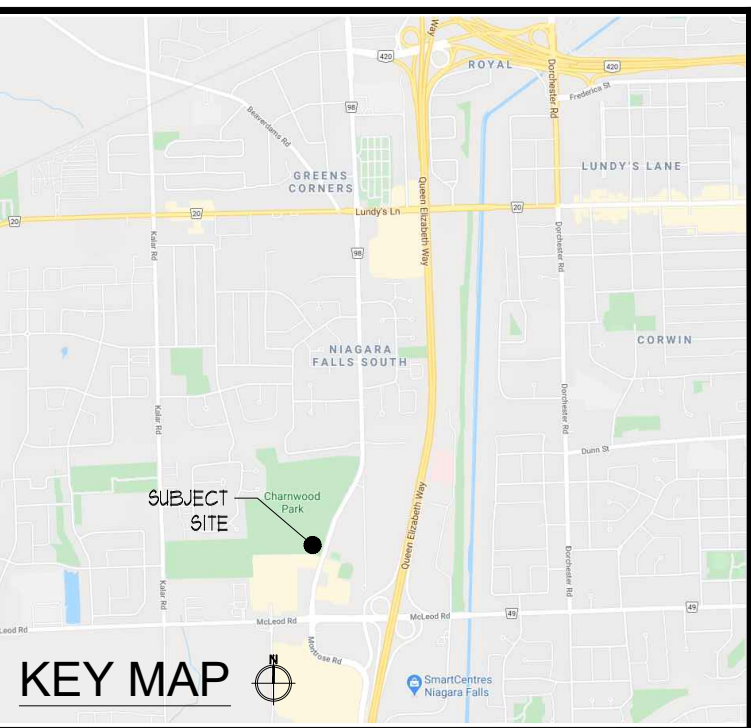 Way
420
ROYAL
Dorchester Rd
420
Frederica St
98
Beaverdams Rd
GREENS
CORNERS
LUNDY'S LANE
Queen Elizabeth Way
20
20
Lundy's Ln
20
Kalar Rd
98
Dorchester Rd
NIAGARA
FALLS SOUTH
CORWIN
Kalar Rd
Dorchester Rd
Dunn St
SUBJECT
SITE
Charnwood
Park
Queen Elizabeth Way
Dorchester Rd
Kalar Rd
McLeod Rd
McLeod Rd
49
49
Leod Rd
Montrose Rd
KEY MAP
N
SmartCentres
Niagara Falls